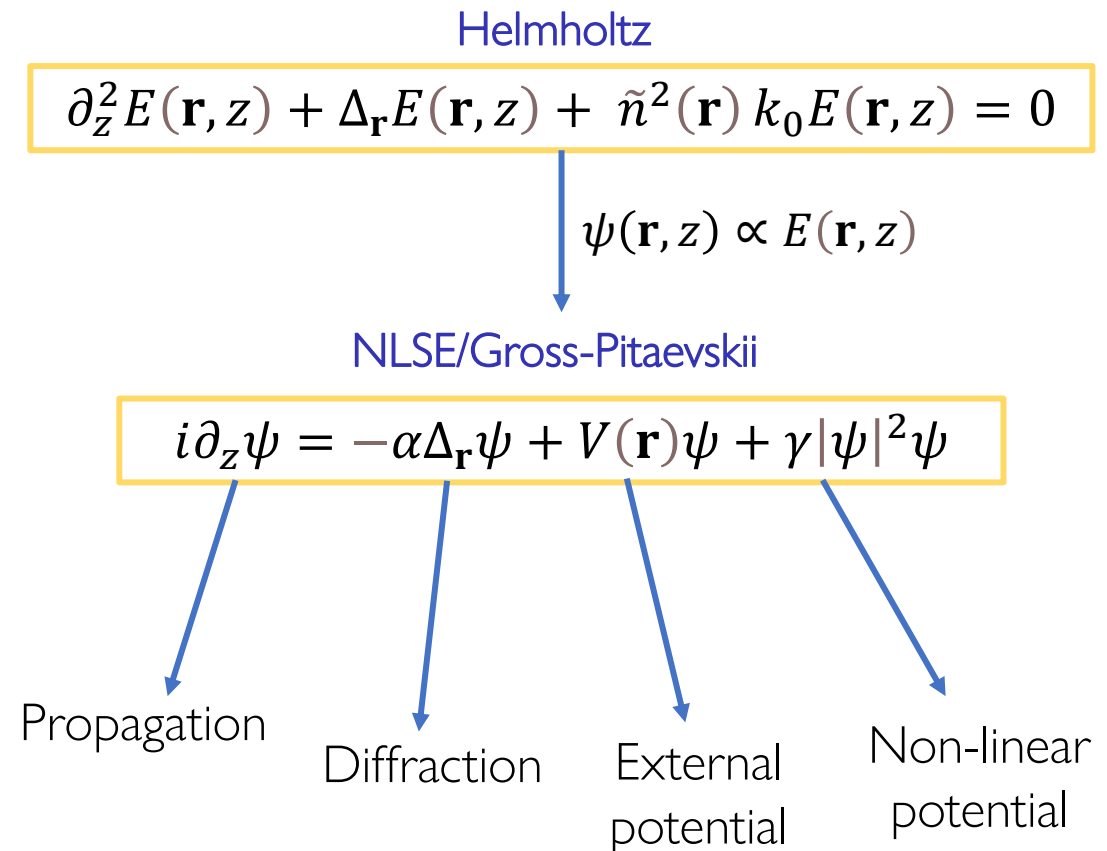 Helmholtz
∂_z^2 E(𝐫, z) + Δ_𝐫 E(𝐫, z) + ñ^2(𝐫) k_0 E(𝐫, z) = 0
ψ(𝐫, z) ∝ E(𝐫, z)
NLSE/Gross-Pitaevskii
i∂_z ψ = −αΔ_𝐫 ψ + V(𝐫)ψ + γ|ψ|^2 ψ
Propagation
Diffraction
External
potential
Non-linear
potential